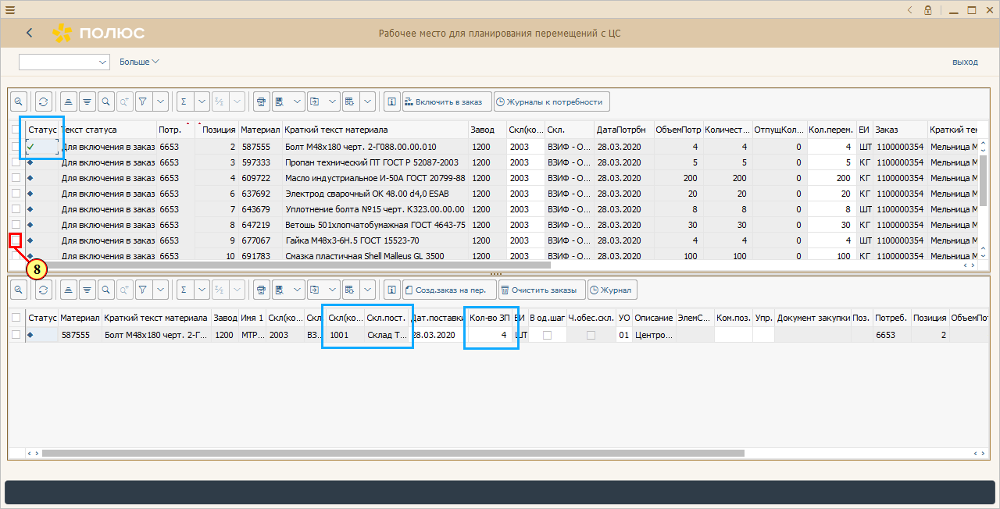 ПОЛЮС
Рабочее место для планирования перемещений с ЦС
Больше
выход
Включить в заказ Журналы к потребности
Статус Текст статуса Потр. Позиция Материал Краткий текст материала Завод Скл(ко... Скл. ДатаПотрбн ОбъемПотр Количест... ОтпущКол... Кол.перем. ЕИ Заказ Краткий тек
Для включения в заказ 6653 2 587555 Болт М48х180 черт. 2-Г088.00.00.010 1200 2003 ВЗИФ - О... 28.03.2020 4 4 0 4 ШТ 1100000354 Мельница М
Для включения в заказ 6653 3 597333 Пропан технический ПТ ГОСТ Р 52087-2003 1200 2003 ВЗИФ - О... 28.03.2020 5 5 0 5 КГ 1100000354 Мельница М
Для включения в заказ 6653 4 609722 Масло индустриальное И-50А ГОСТ 20799-88 1200 2003 ВЗИФ - О... 28.03.2020 200 200 0 200 КГ 1100000354 Мельница М
Для включения в заказ 6653 6 637692 Электрод сварочный ОК 48.00 d4,0 ESAB 1200 2003 ВЗИФ - О... 28.03.2020 20 20 0 20 КГ 1100000354 Мельница М
Для включения в заказ 6653 7 643679 Уплотнение болта №15 черт. К323.00.00.00 1200 2003 ВЗИФ - О... 28.03.2020 8 8 0 8 ШТ 1100000354 Мельница М
Для включения в заказ 6653 8 647219 Ветошь 501хлопчатобумажная ГОСТ 4643-75 1200 2003 ВЗИФ - О... 28.03.2020 30 30 0 30 КГ 1100000354 Мельница М
Для включения в заказ 6653 9 677067 Гайка М48х3-6Н.5 ГОСТ 15523-70 1200 2003 ВЗИФ - О... 28.03.2020 4 4 0 4 ШТ 1100000354 Мельница М
Для включения в заказ 6653 10 691783 Смазка пластичная Shell Malleus GL 3500 1200 2003 ВЗИФ - О... 28.03.2020 100 100 0 100 КГ 1100000354 Мельница М
8
Созд.заказ на пер. Очистить заказы Журнал
Статус Материал Краткий текст материала Завод Имя 1 Скл(ко... Скл Скл(ко... Скл.пост. Дат.поставки Кол-во ЗП ЕИ В од.шаг Ч.обес.скл. УО Описание ЭлемС... Ком.поз. Упр. Документ закупки Поз. Потреб. Позиция ОбъемПот
587555 Болт М48х180 черт. 2-Г... 1200 МТР... 2003 ВЗ... 1001 Склад Т... 28.03.2020 4 ШТ 01 Центро... 6653 2